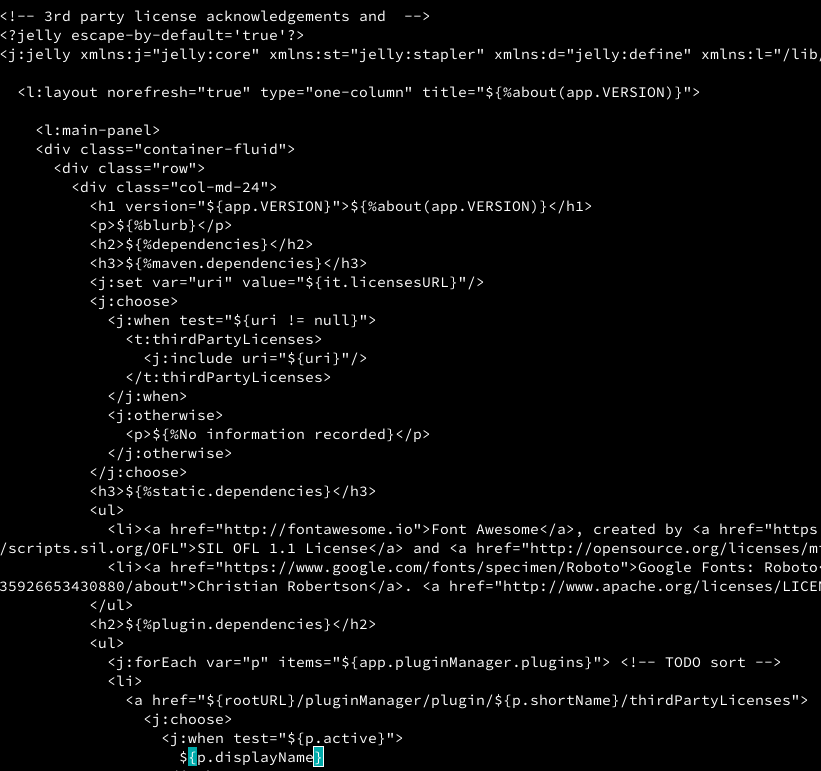 <!-- 3rd party license acknowledgements and  -->
<?jelly escape-by-default='true'?>
<j:jelly xmlns:j="jelly:core" xmlns:st="jelly:stapler" xmlns:d="jelly:define" xmlns:l="/lib/
<l:layout norefresh="true" type="one-column" title="${%about(app.VERSION)}">
<l:main-panel>
<div class="container-fluid">
<div class="row">
<div class="col-md-24">
<h1 version="${app.VERSION}">${%about(app.VERSION)}</h1>
<p>${%blurb}</p>
<h2>${%dependencies}</h2>
<h3>${%maven.dependencies}</h3>
<j:set var="uri" value="${it.licensesURL}"/>
<j:choose>
<j:when test="${uri != null}">
<t:thirdPartyLicenses>
<j:include uri="${uri}"/>
</t:thirdPartyLicenses>
</j:when>
<j:otherwise>
<p>${%No information recorded}</p>
</j:otherwise>
</j:choose>
<h3>${%static.dependencies}</h3>
<ul>
<li><a href="http://fontawesome.io">Font Awesome</a>, created by <a href="https
/scripts.sil.org/OFL">SIL OFL 1.1 License</a> and <a href="http://opensource.org/licenses/m
<li><a href="https://www.google.com/fonts/specimen/Roboto">Google Fonts: Roboto<
35926653430880/about">Christian Robertson</a>. <a href="http://www.apache.org/licenses/LICEN
</ul>
<h2>${%plugin.dependencies}</h2>
<ul>
<j:forEach var="p" items="${app.pluginManager.plugins}"> <!-- TODO sort -->
<li>
<a href="${rootURL}/pluginManager/plugin/${p.shortName}/thirdPartyLicenses">
<j:choose>
<j:when test="${p.active}">
${p.displayName}